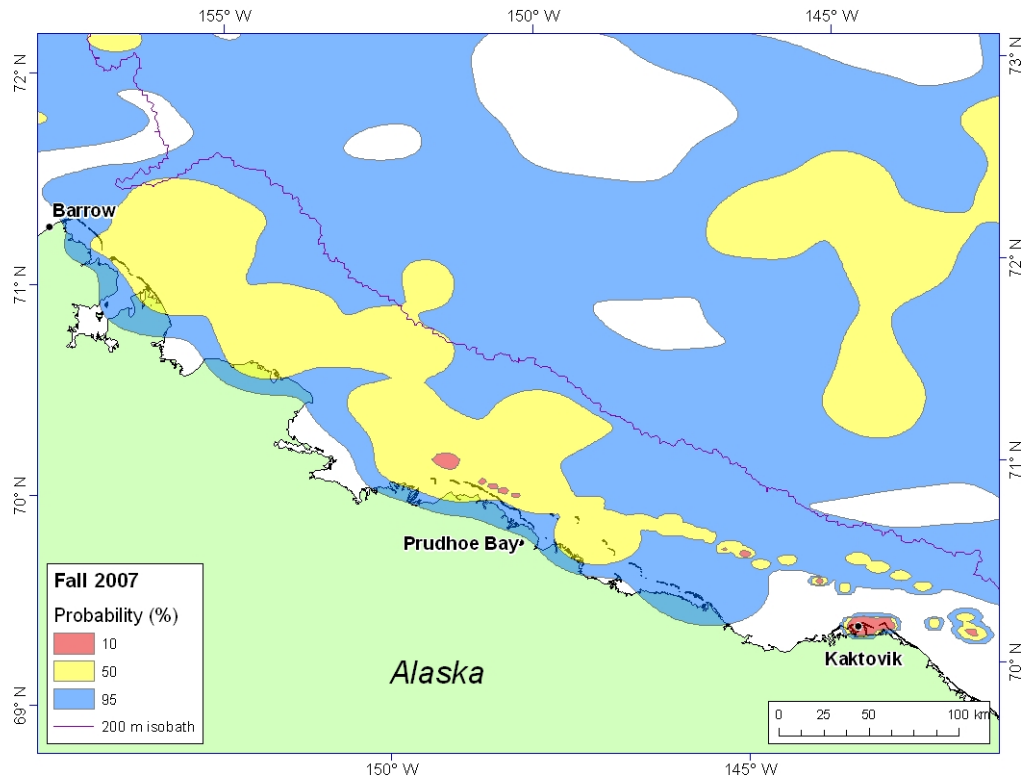 155° W 150° W 145° W
72° N
73° N
Barrow
72° N
71° N
71° N
70° N
Prudhoe Bay
Fall 2007
Probability (%)
10
50
95
200 m isobath
Alaska
Kaktovik
70° N
69° N
0 25 50 100 km
150° W 145° W